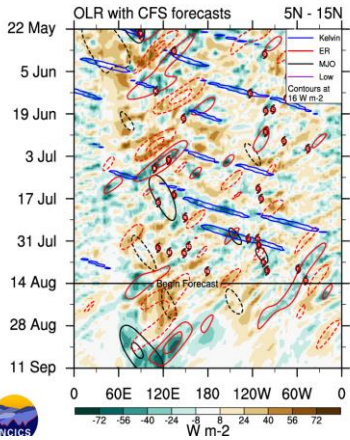 OLR with CFS forecasts 5N - 15N
22 May
5 Jun
19 Jun
3 Jul
17 Jul
31 Jul
14 Aug
28 Aug
11 Sep
Kelvin
ER
MJO
Low
Contours at
16 W m-2
Begin Forecast
0 60E 120E 180 120W 60W 0
-72 -56 -40 -24 -8 8 24 40 56 72
W m-2
NCICS